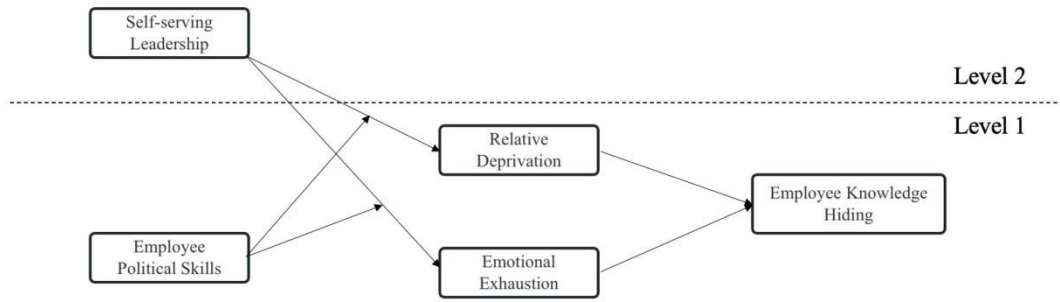 Self-serving
Leadership
Level 2
Level 1
Relative
Deprivation
Employee Knowledge
Hiding
Employee
Political Skills
Emotional
Exhaustion